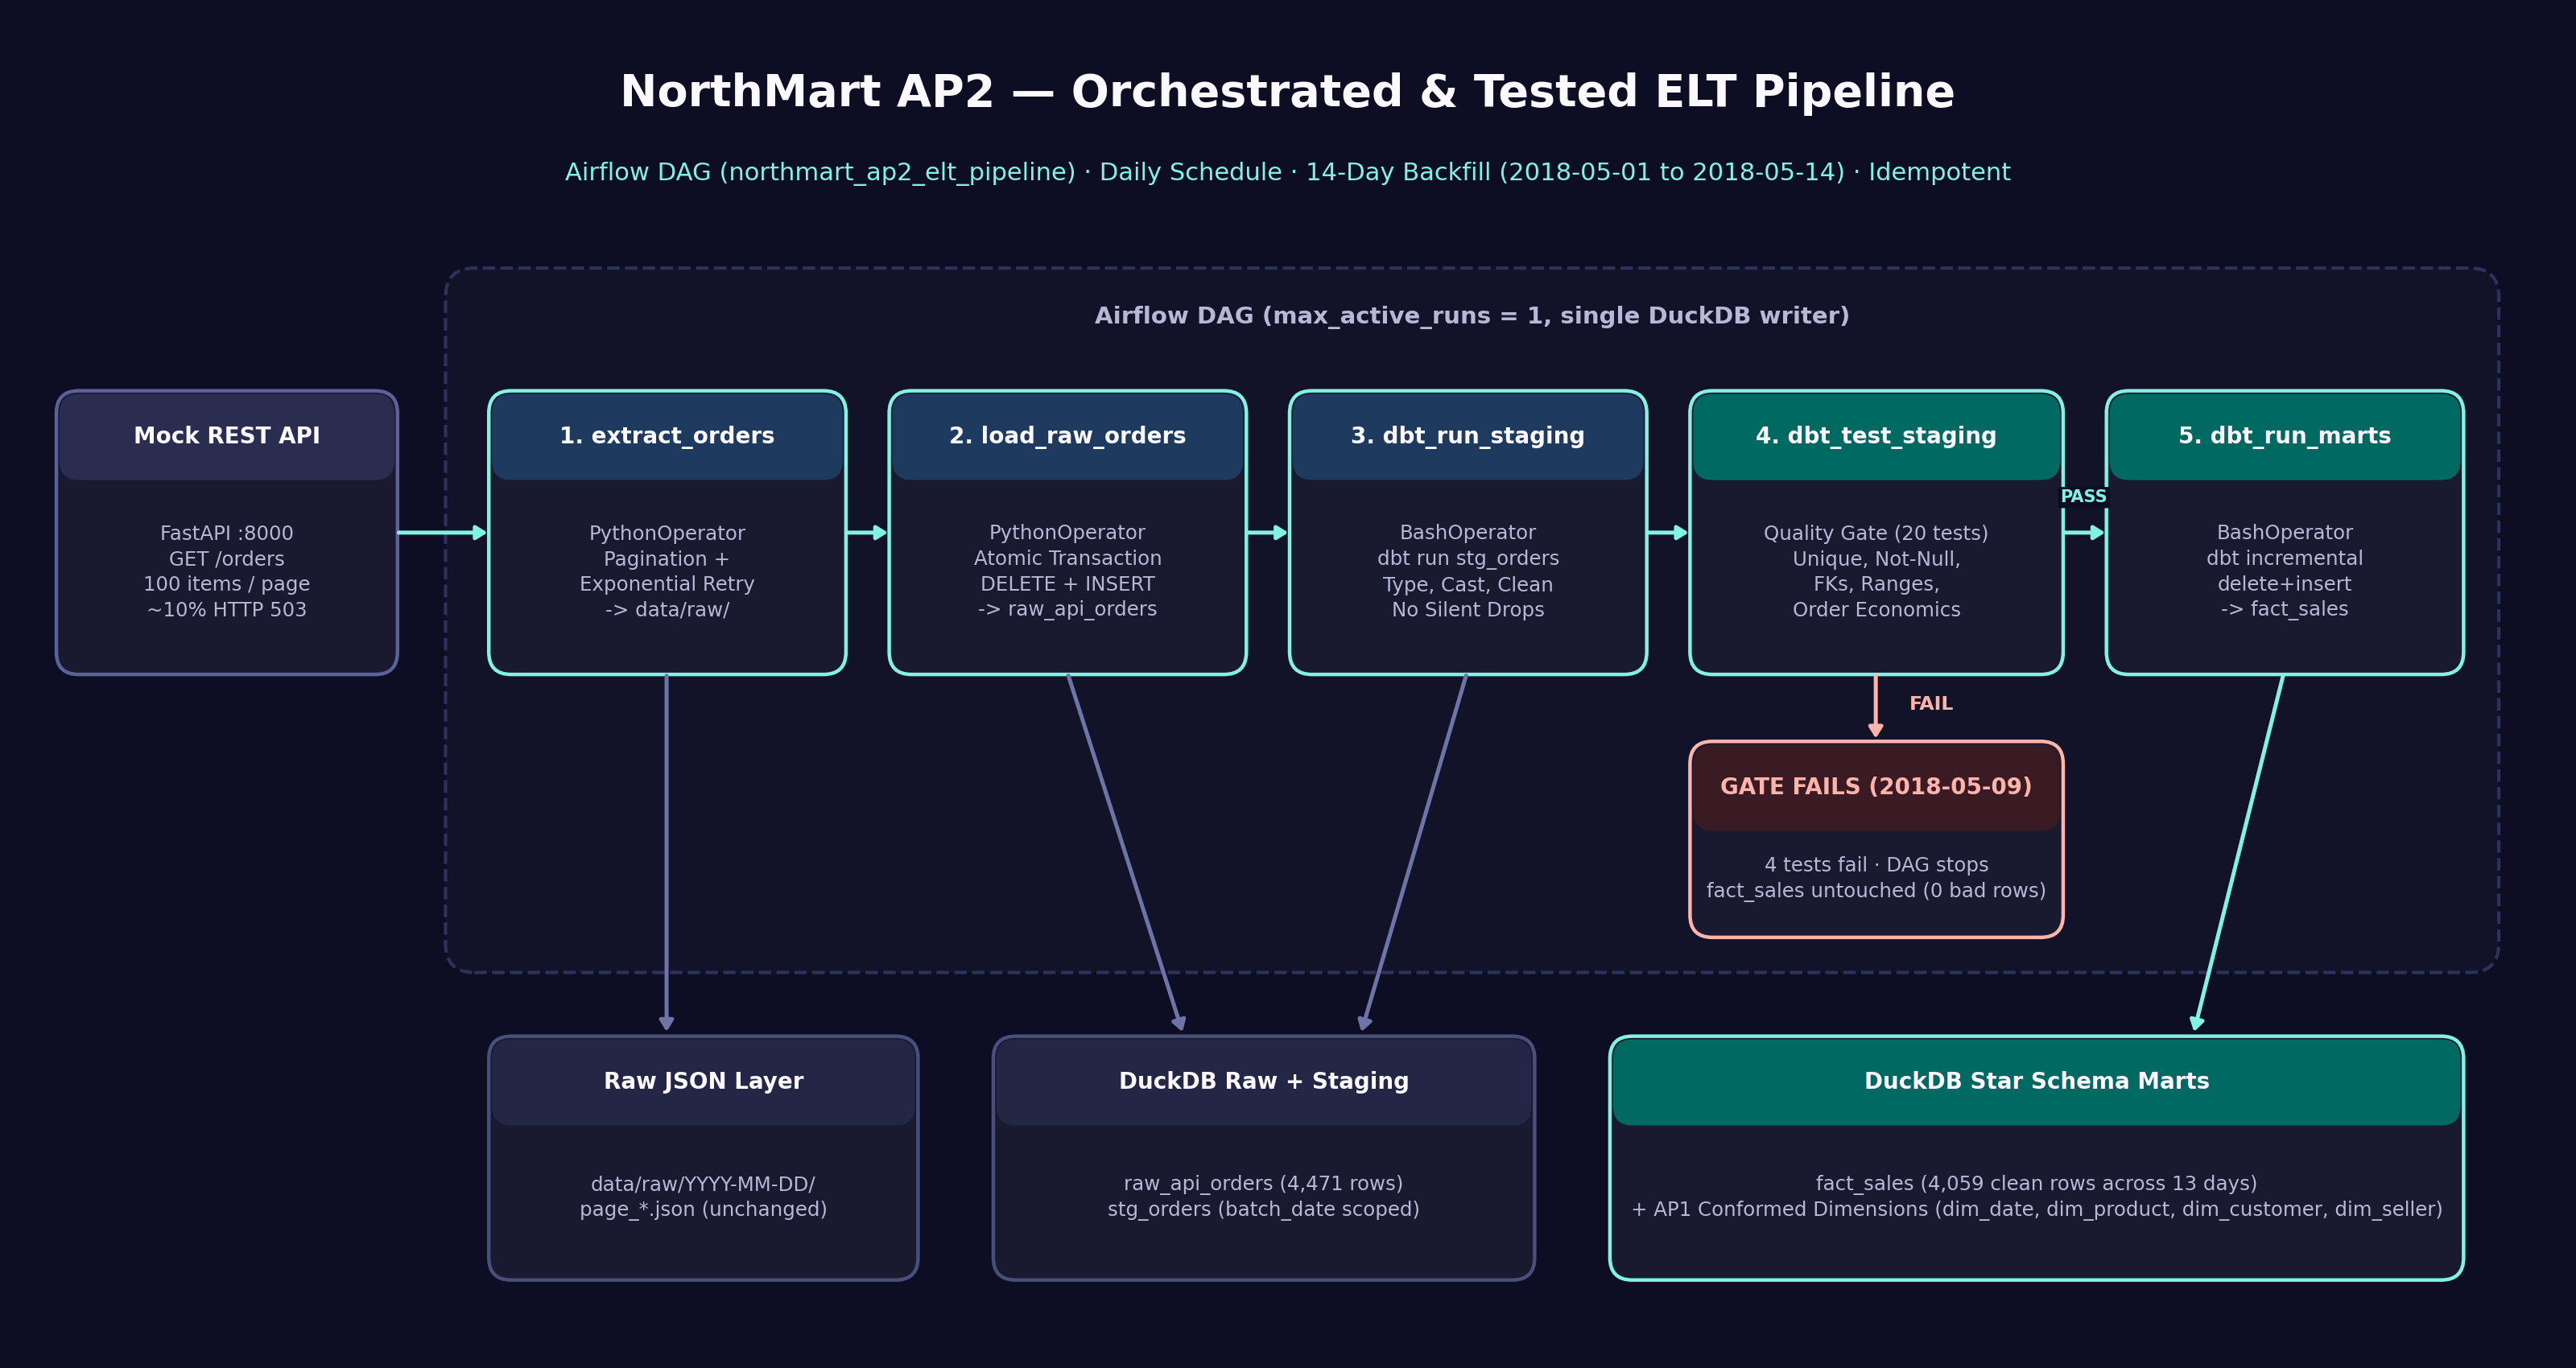 NorthMart AP2 — Orchestrated & Tested ELT Pipeline
Airflow DAG (northmart_ap2_elt_pipeline) · Daily Schedule · 14-Day Backfill (2018-05-01 to 2018-05-14) · Idempotent
Airflow DAG (max_active_runs = 1, single DuckDB writer)
Mock REST API
FastAPI :8000
GET /orders
100 items / page
~10% HTTP 503
1. extract_orders
PythonOperator
Pagination +
Exponential Retry
-> data/raw/
2. load_raw_orders
PythonOperator
Atomic Transaction
DELETE + INSERT
-> raw_api_orders
3. dbt_run_staging
BashOperator
dbt run stg_orders
Type, Cast, Clean
No Silent Drops
4. dbt_test_staging
Quality Gate (20 tests)
Unique, Not-Null,
FKs, Ranges,
Order Economics
PASS
5. dbt_run_marts
BashOperator
dbt incremental
delete+insert
-> fact_sales
FAIL
GATE FAILS (2018-05-09)
4 tests fail · DAG stops
fact_sales untouched (0 bad rows)
Raw JSON Layer
data/raw/YYYY-MM-DD/
page_*.json (unchanged)
DuckDB Raw + Staging
raw_api_orders (4,471 rows)
stg_orders (batch_date scoped)
DuckDB Star Schema Marts
fact_sales (4,059 clean rows across 13 days)
+ AP1 Conformed Dimensions (dim_date, dim_product, dim_customer, dim_seller)